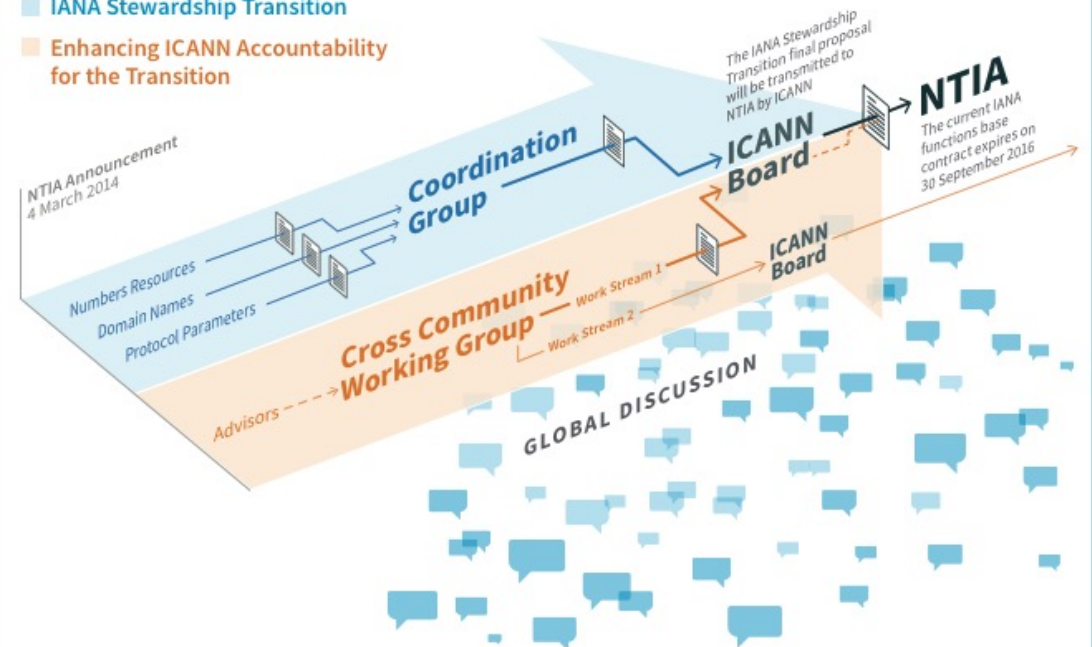 IANA Stewardship Transition
Enhancing ICANN Accountability
for the Transition
NTIA Announcement
4 March 2014
Numbers Resources
Domain Names
Protocol Parameters
Coordination
Group
The IANA Stewardship
Transition final proposal
will be transmitted to
NTIA by ICANN
ICANN
Board
NTIA
The current IANA
functions base
contract expires on
30 September 2016
Advisors
Cross Community
Working Group
Work Stream 1
Work Stream 2
ICANN
Board
GLOBAL DISCUSSION